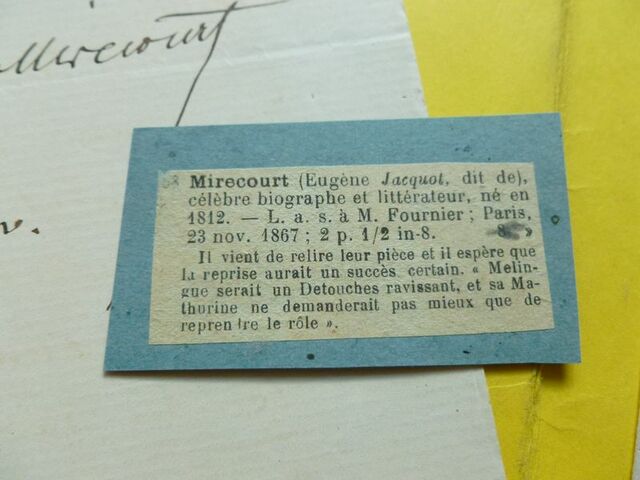 Mirecourt
Mirecourt (Eugène Jacquot, dit de),
célèbre biographe et littérateur, né en
1812. — L. a. s. à M. Fournier ; Paris,
23 nov. 1867 ; 2 p. 1/2 in-8. 8 »
Il vient de relire leur pièce et il espère que
la reprise aurait un succès certain. « Melin-
gue serait un Detouches ravissant, et sa Ma-
thurine ne demanderait pas mieux que de
reprendre le rôle ».